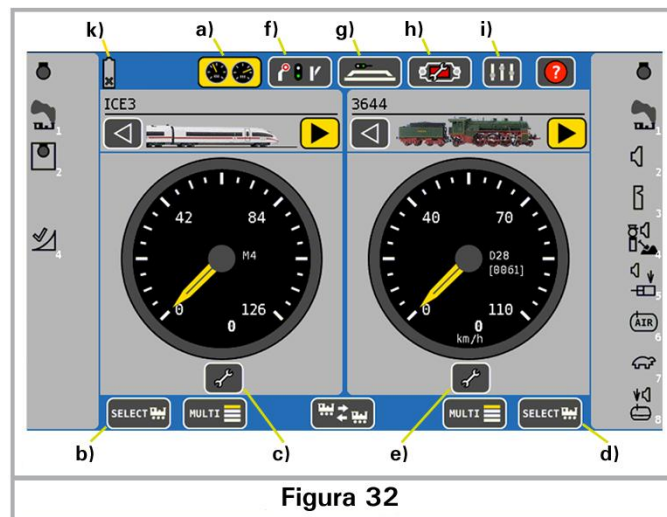 k) a) f) g) h) i)
?
ICE3 3644
1 1
2 2
3
4 4
5
6
7
8
42 84 40 70
M4 D28
[0061]
0 126 0 110
0 0
km/h
AIR
SELECT MULTI MULTI SELECT
b) c) e) d)
Figura 32